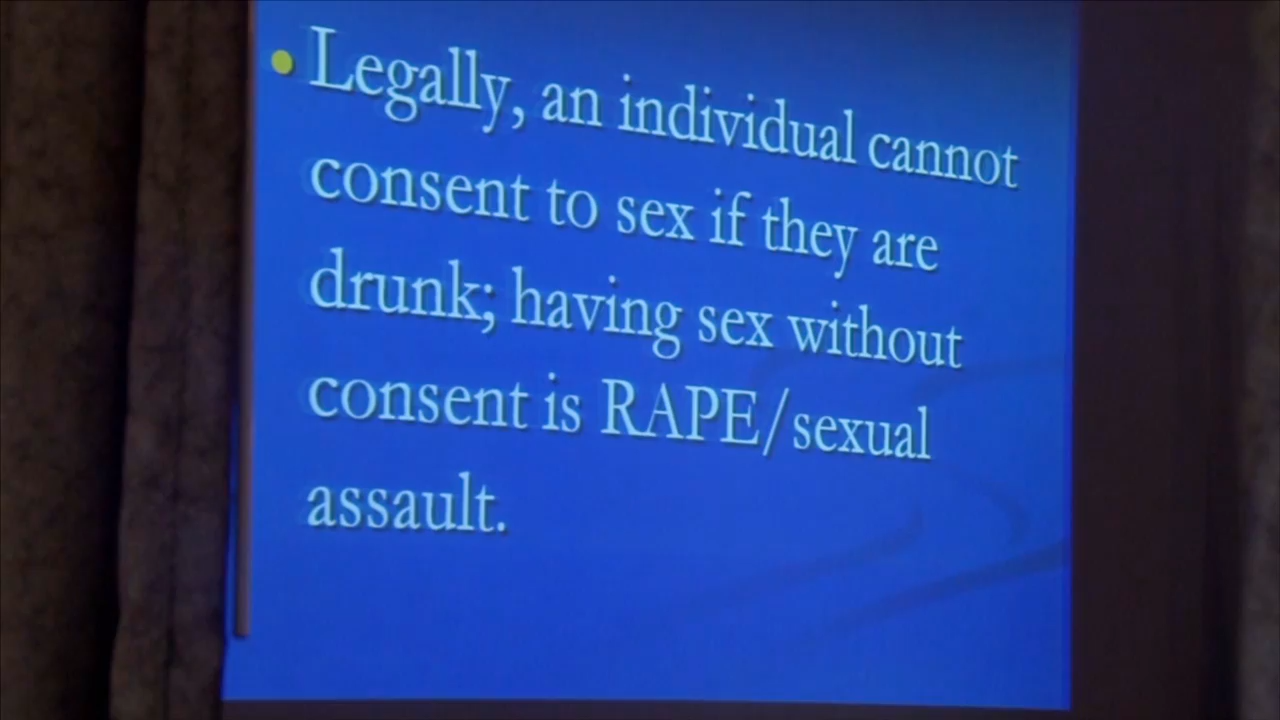 • Legally, an individual cannot
consent to sex if they are
drunk; having sex without
consent is RAPE/sexual
assault.